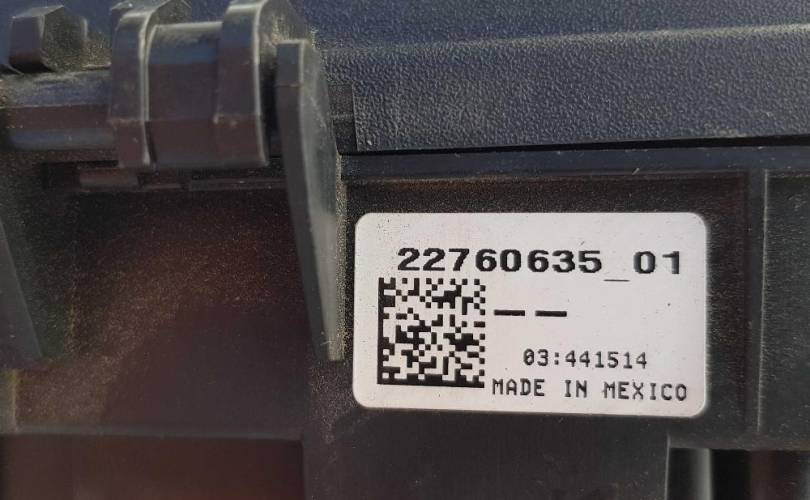 22760635_01
— —
03:441514
MADE IN MEXICO